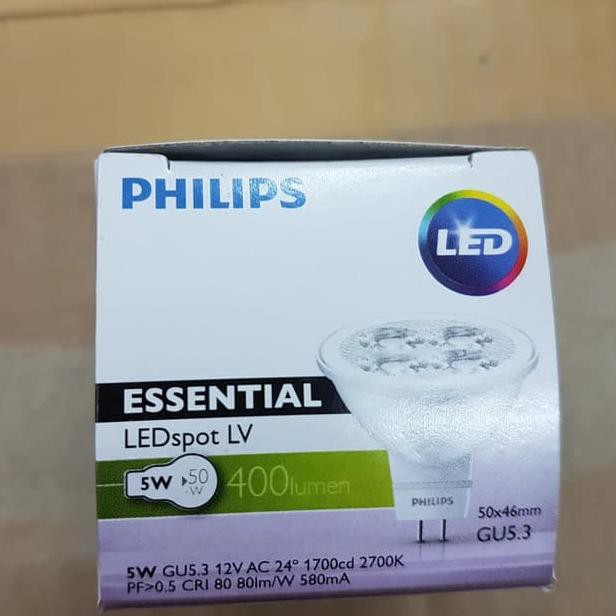 PHILIPS
LED
ESSENTIAL
LEDspot LV
5W ▸50
-W
400lumen
PHILIPS
50x46mm
GU5.3
5W GU5.3 12V AC 24° 1700cd 2700K
PF>0.5 CRI 80 80lm/W 580mA